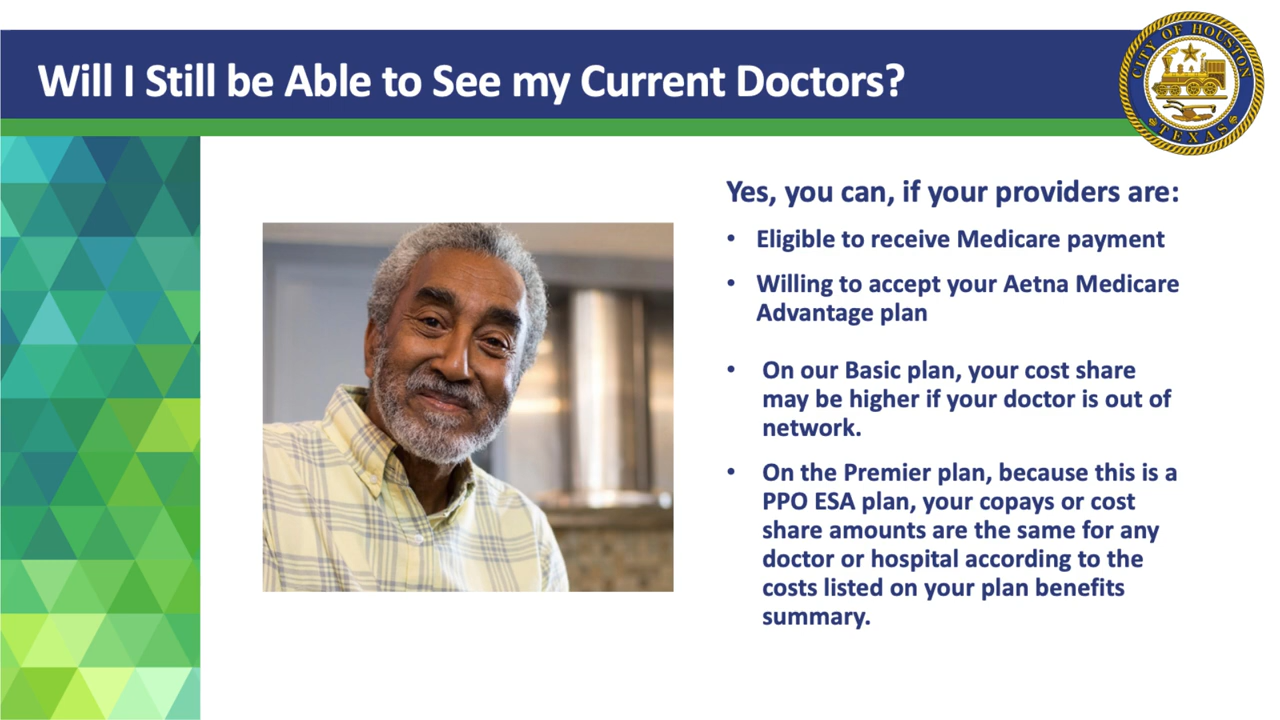 Will I Still be Able to See my Current Doctors?
CITY OF HOUSTON
TEXAS
Yes, you can, if your providers are:
• Eligible to receive Medicare payment
• Willing to accept your Aetna Medicare
Advantage plan
• On our Basic plan, your cost share
may be higher if your doctor is out of
network.
• On the Premier plan, because this is a
PPO ESA plan, your copays or cost
share amounts are the same for any
doctor or hospital according to the
costs listed on your plan benefits
summary.